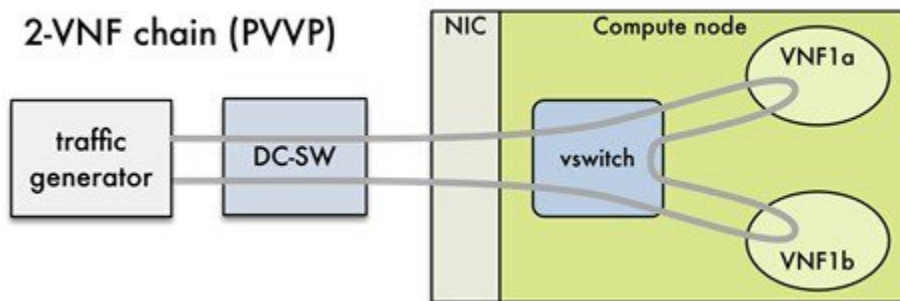 2-VNF chain (PVVP)
NIC
Compute node
VNF1a
traffic
generator
DC-SW
vswitch
VNF1b